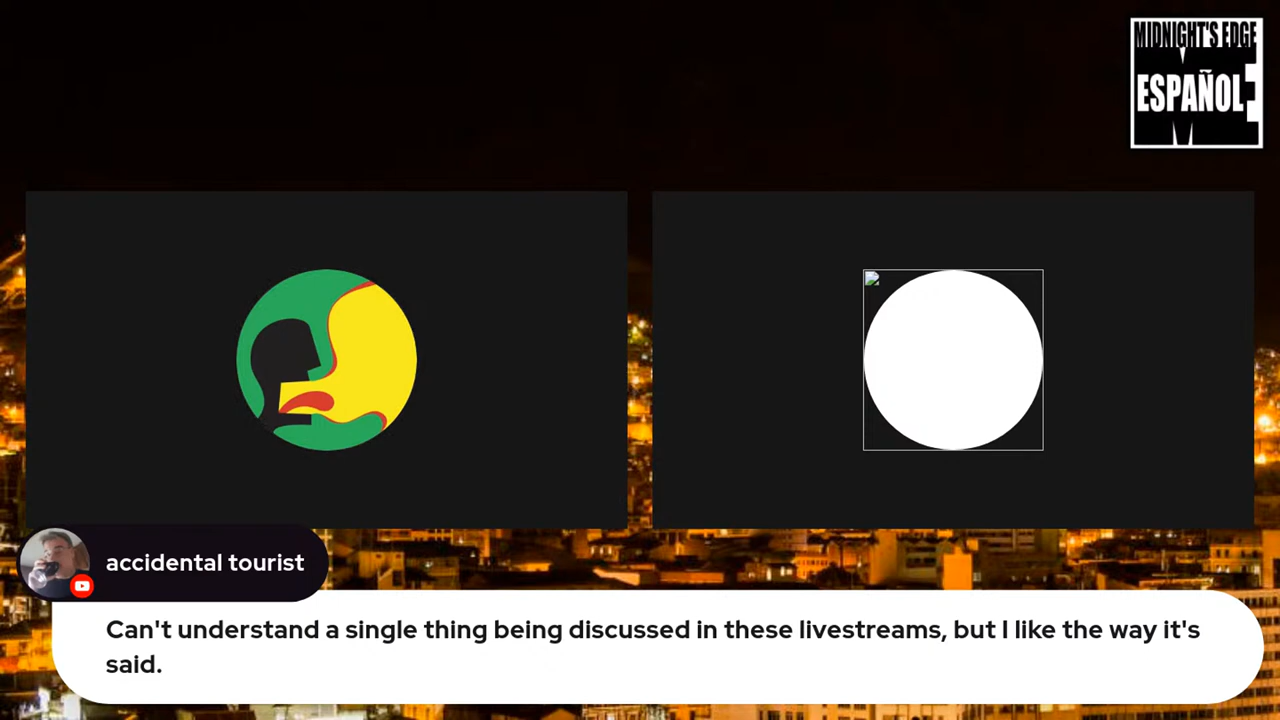 MIDNIGHT'S EDGE
ESPAÑOL
accidental tourist
Can't understand a single thing being discussed in these livestreams, but I like the way it's
said.